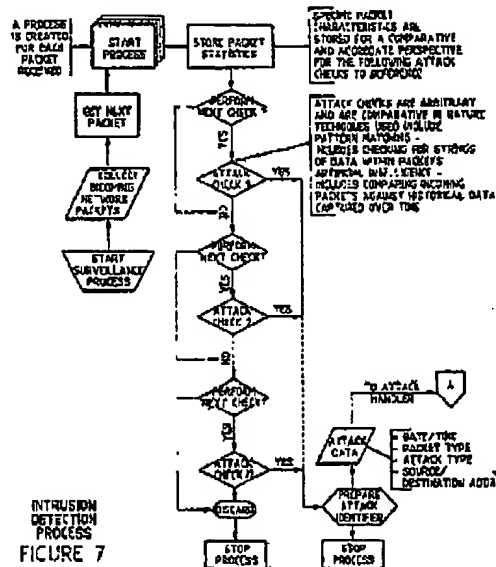 A PROCESS
IS CREATED
FOR EACH
PACKET
RECEIVED
START
PROCESS
STORE PACKET
STATISTICS
SPECIFIC PACKET
CHARACTERISTICS ARE
STORED FOR A COMPARATIVE
AND AGGREGATE PERSPECTIVE
FOR THE FOLLOWING ATTACK
CHECKS TO REFERENCE
GET NEXT
PACKET
PERFORM
NEXT CHECK?
YES
ATTACK CHECKS ARE ARBITRARY
AND ARE COMPARATIVE IN NATURE
TECHNIQUES USED INCLUDE
PATTERN MATCHING -
INCLUDES CHECKING FOR STRINGS
OF DATA WITHIN PACKETS
ARTIFICIAL INTELLIGENCE -
INCLUDES COMPARING INCOMING
PACKETS AGAINST HISTORICAL DATA
CAPTURED OVER TIME
COLLECT
INCOMING
NETWORK
PACKETS
ATTACK
CHECK 1
YES
START
SURVEILLANCE
PROCESS
PERFORM
NEXT CHECK?
YES
ATTACK
CHECK 2
YES
NO
PERFORM
NEXT CHECK?
YES
TO ATTACK
HANDLER
A
ATTACK
DATA
- DATE/TIME
- PACKET TYPE
- ATTACK TYPE
- SOURCE/
ATTACK
CHECK
YES
PREPARE
ATTACK
IDENTIFIER
DISCARD
STOP
PROCESS
STOP
PROCESS
INTRUSION
DETECTION
PROCESS
FIGURE 7